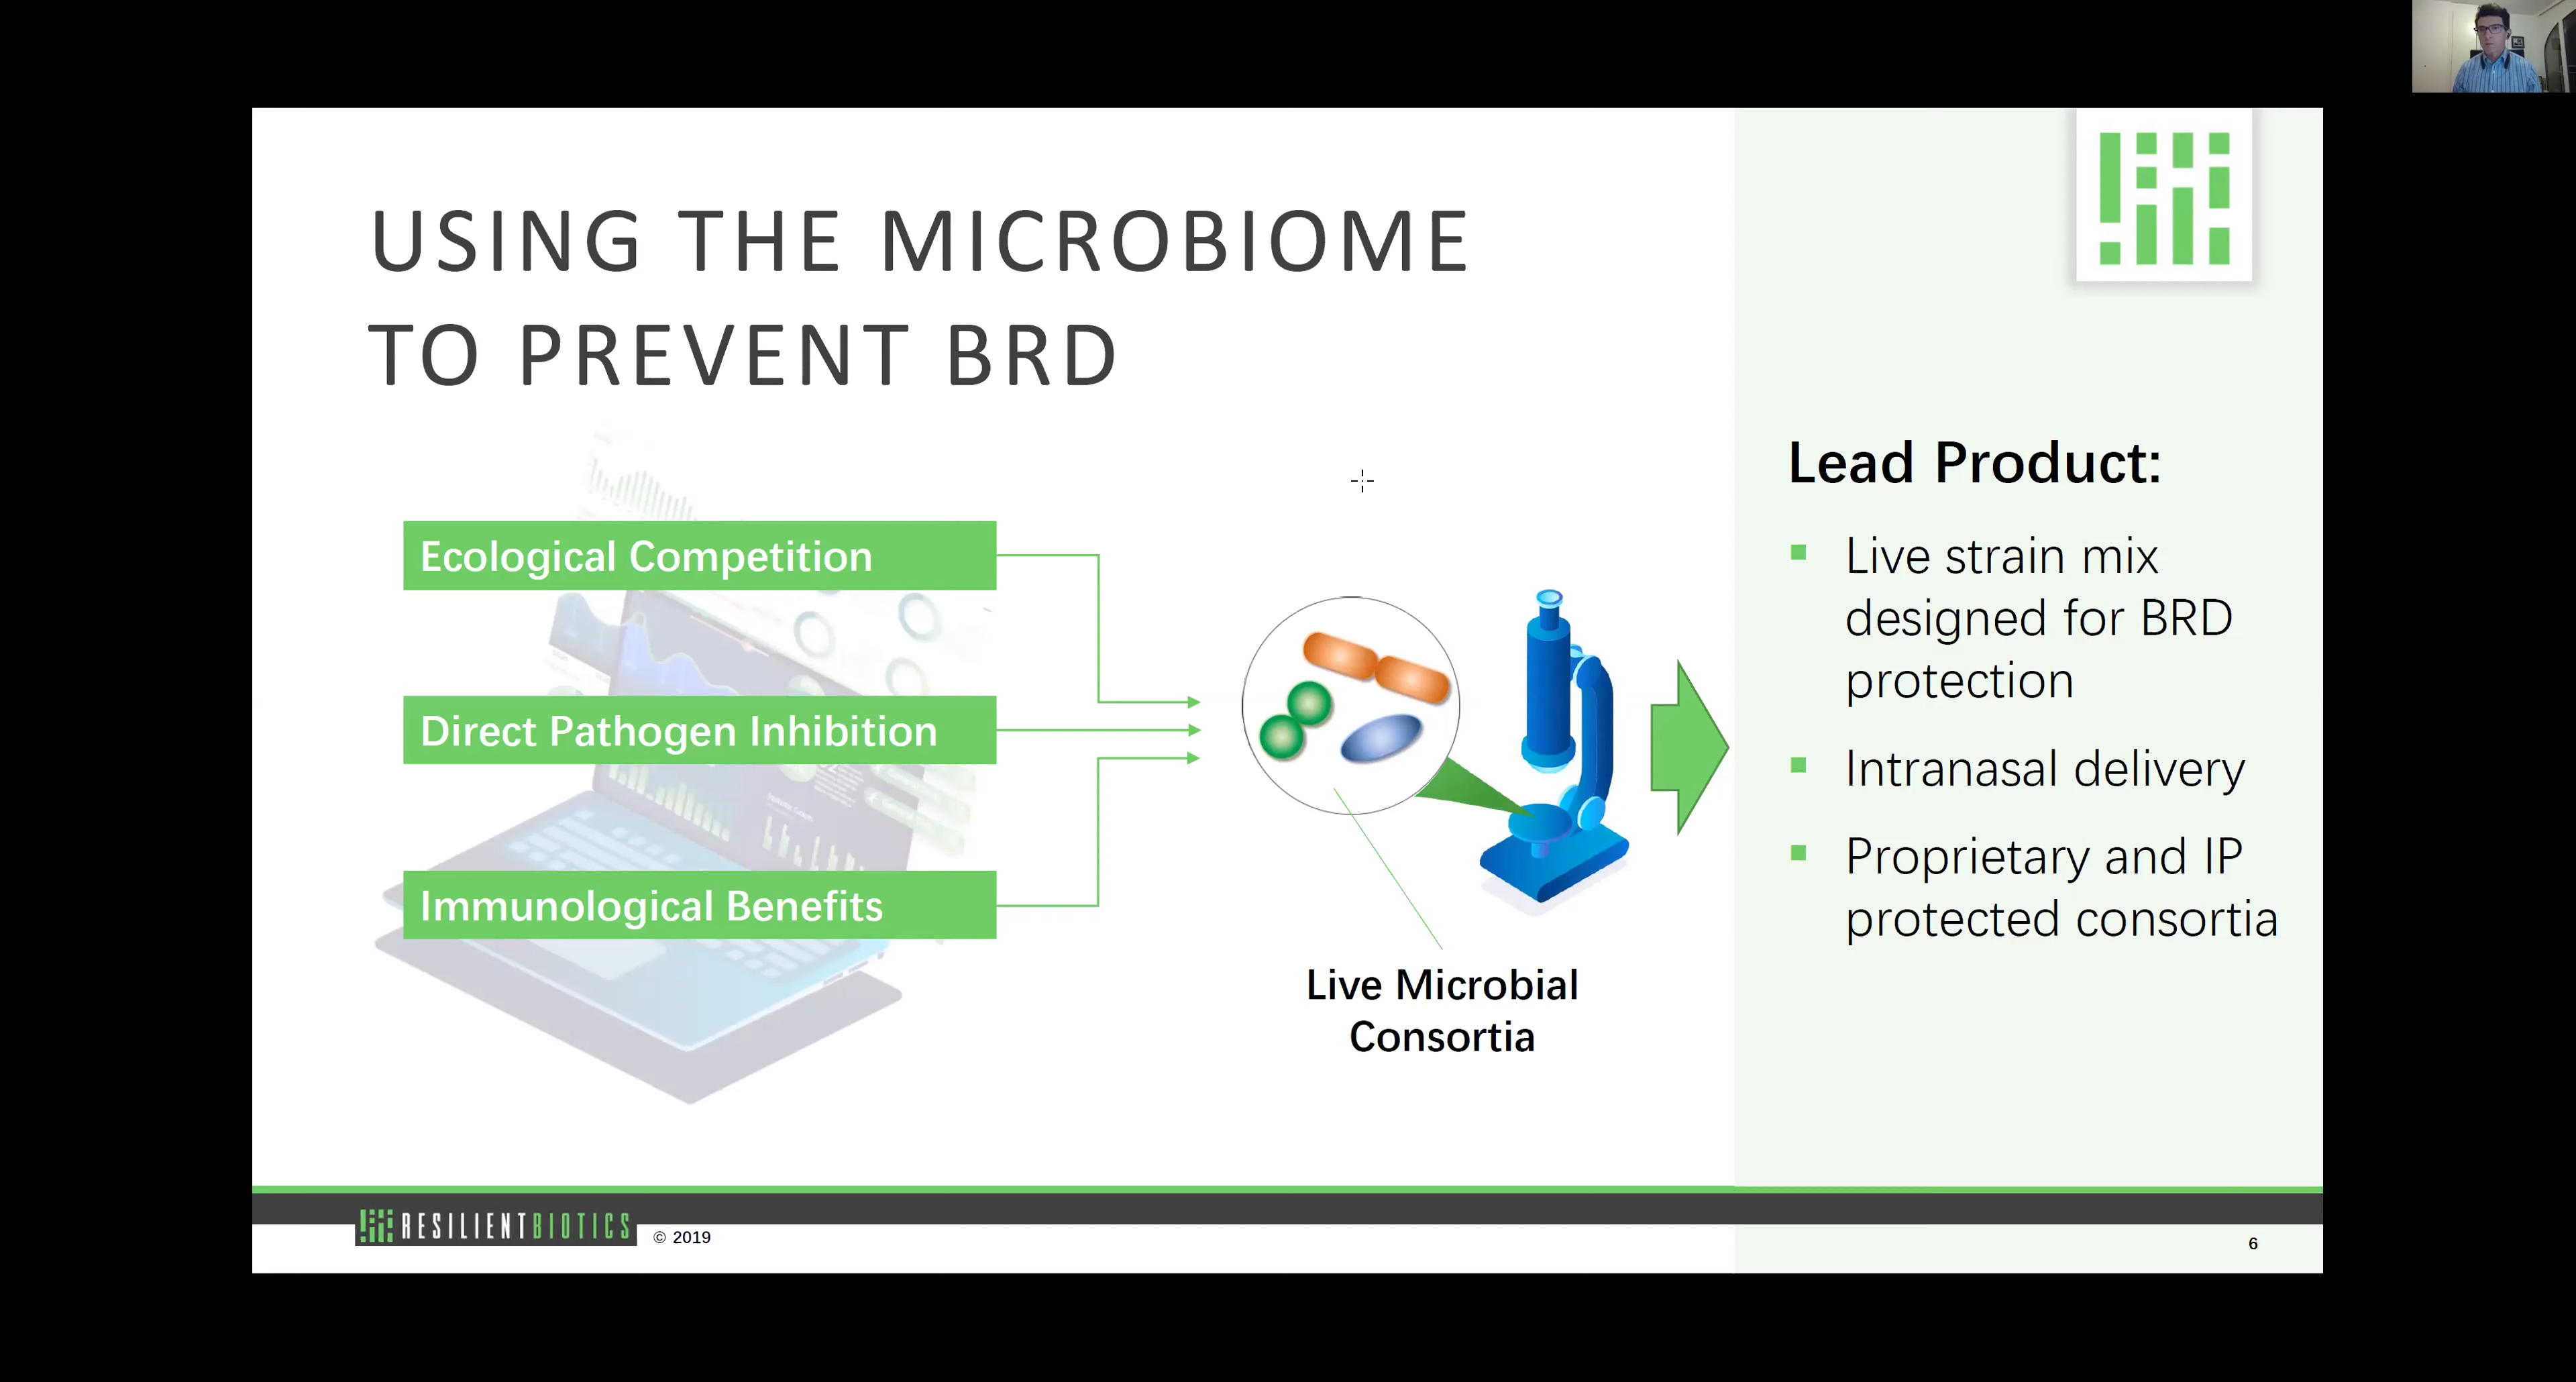 USING THE MICROBIOME
TO PREVENT BRD
Ecological Competition
Direct Pathogen Inhibition
Immunological Benefits
Live Microbial
Consortia
Lead Product:
Live strain mix
designed for BRD
protection
Intranasal delivery
Proprietary and IP
protected consortia
RESILIENTBIOTICS
© 2019
6